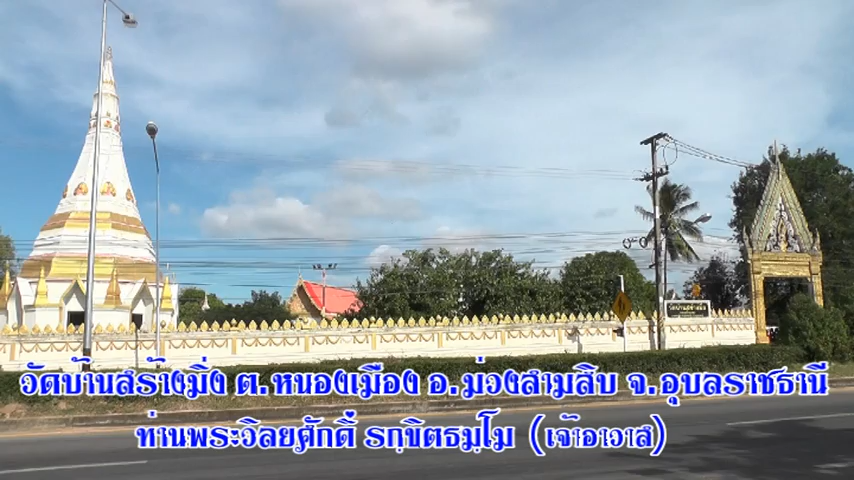 วัดบ้านสร้างมิ่ง ต.หนองเมือง อ.ม่วงสามสิบ จ.อุบลราชธานี
ท่านพระวิลยศักดิ์ รกฺขิตธมฺโม (เจ้าอาวาส)